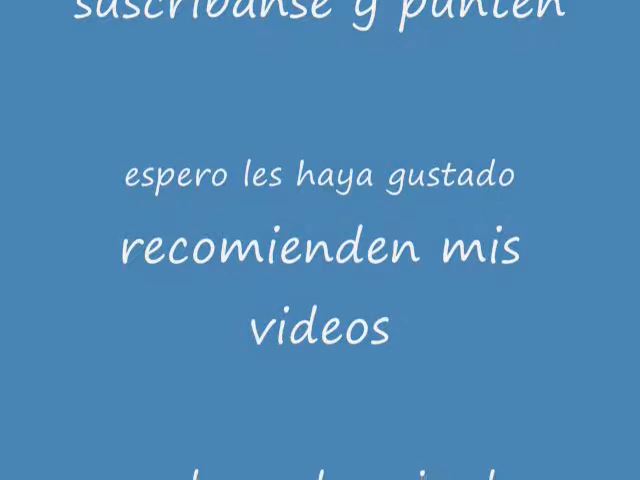 suscribanse y punten
espero les haya gustado
recomienden mis
videos